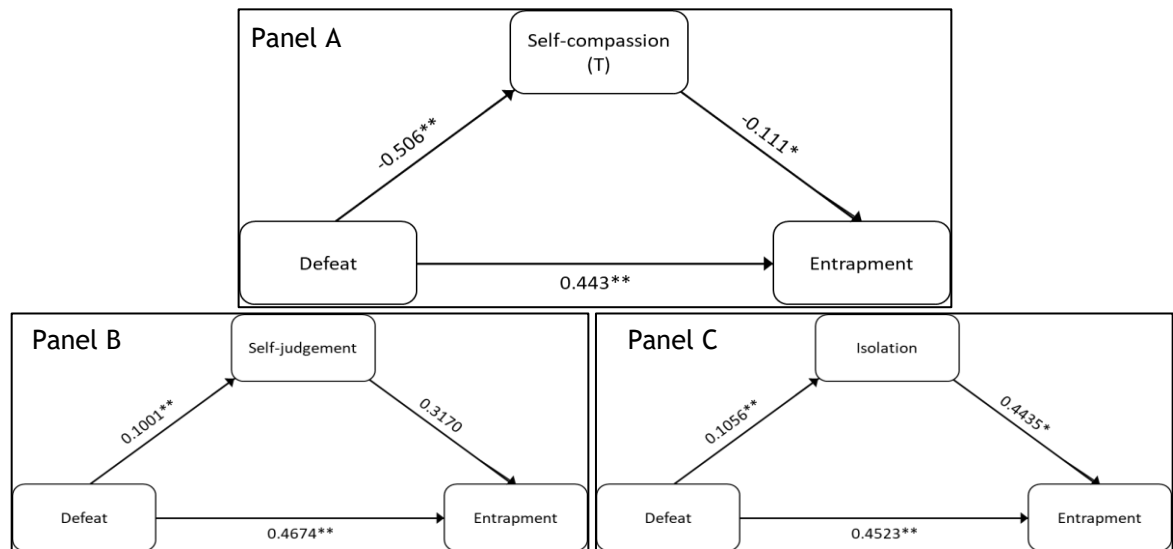 Panel A
Self-compassion
(T)
-0.506**
-0.111*
Defeat
Entrapment
0.443**
Panel B
Self-judgement
0.1001**
0.3170
Defeat
Entrapment
0.4674**
Panel C
Isolation
0.1056**
0.4435*
Defeat
Entrapment
0.4523**